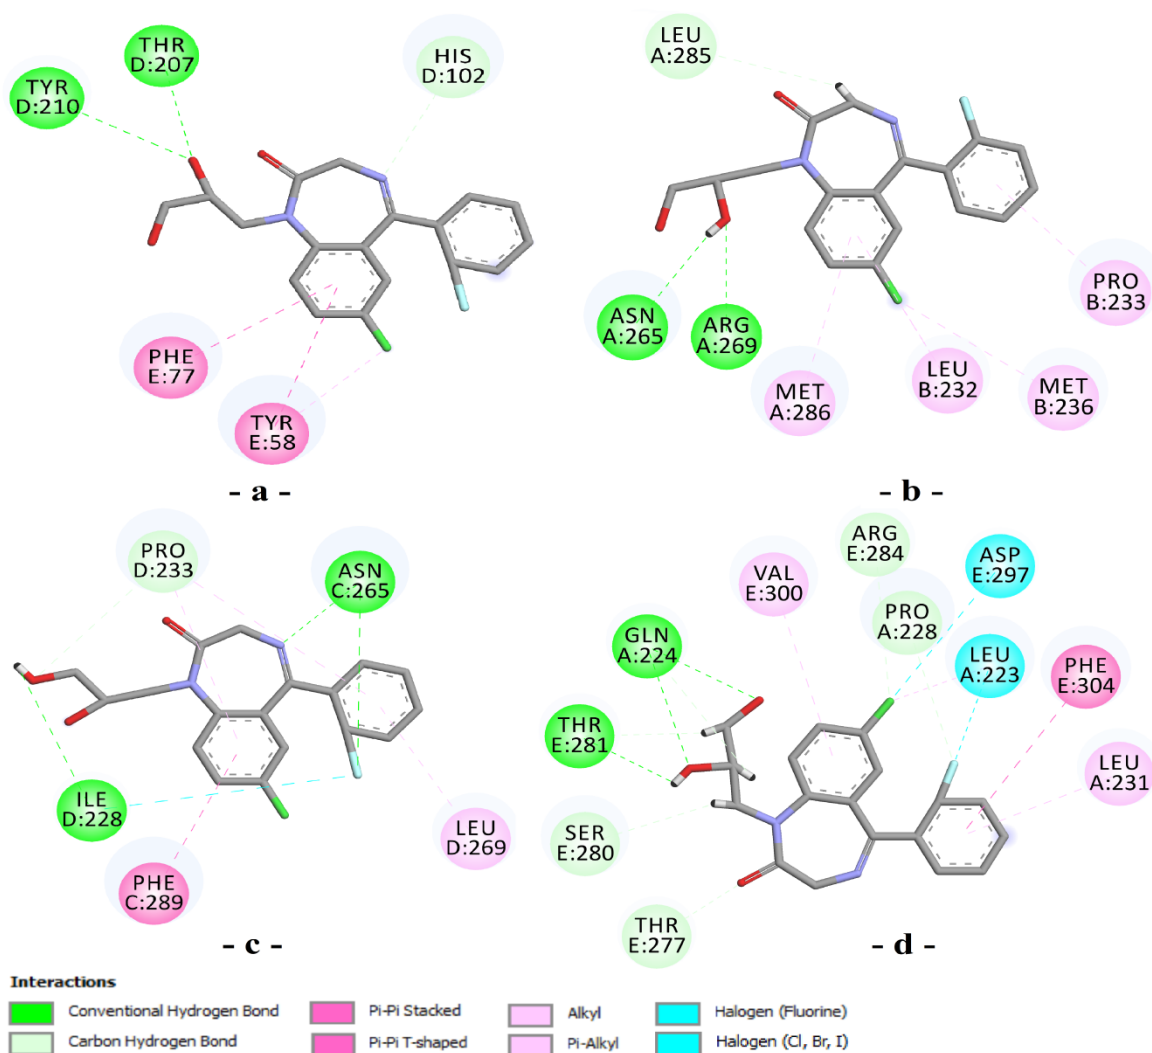 THR
D:207
TYR
D:210
HIS
D:102
PHE
E:77
TYR
E:58
- a -
LEU
A:285
ASN
A:265
ARG
A:269
MET
A:286
LEU
B:232
MET
B:236
PRO
B:233
- b -
PRO
D:233
ASN
C:265
ILE
D:228
PHE
C:289
LEU
D:269
- c -
ARG
E:284
ASP
E:297
VAL
E:300
PRO
A:228
GLN
A:224
LEU
A:223
PHE
E:304
THR
E:281
LEU
A:231
SER
E:280
THR
E:277
- d -
Interactions
Conventional Hydrogen Bond
Carbon Hydrogen Bond
Pi-Pi Stacked
Pi-Pi T-shaped
Alkyl
Pi-Alkyl
Halogen (Fluorine)
Halogen (Cl, Br, I)